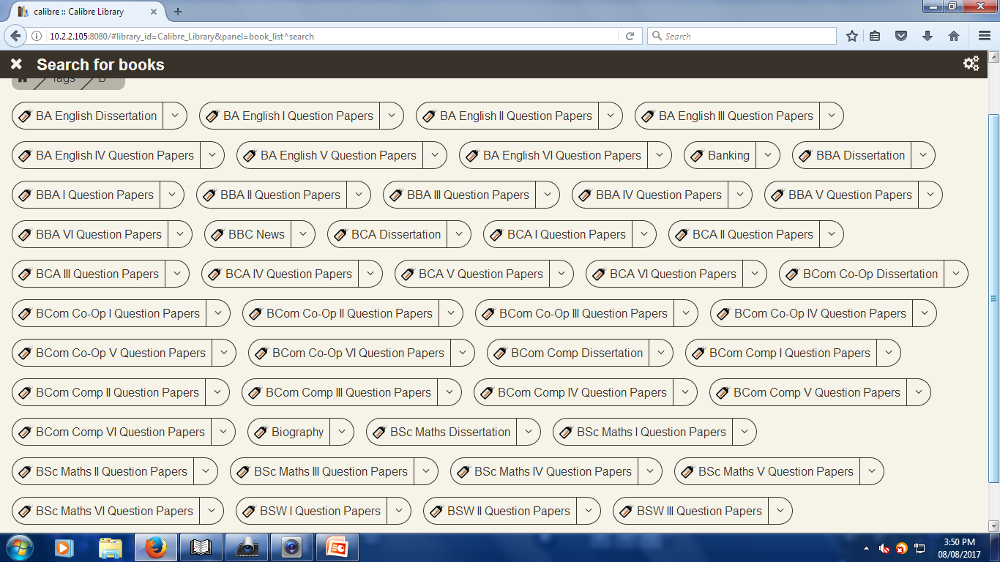 calibre :: Calibre Library
10.2.2.105:8080/#library_id=Calibre_Library&panel=book_list^search
Search
Search for books
Tags B
BA English Dissertation BA English I Question Papers BA English II Question Papers BA English III Question Papers
BA English IV Question Papers BA English V Question Papers BA English VI Question Papers Banking BBA Dissertation
BBA I Question Papers BBA II Question Papers BBA III Question Papers BBA IV Question Papers BBA V Question Papers
BBA VI Question Papers BBC News BCA Dissertation BCA I Question Papers BCA II Question Papers
BCA III Question Papers BCA IV Question Papers BCA V Question Papers BCA VI Question Papers BCom Co-Op Dissertation
BCom Co-Op I Question Papers BCom Co-Op II Question Papers BCom Co-Op III Question Papers BCom Co-Op IV Question Papers
BCom Co-Op V Question Papers BCom Co-Op VI Question Papers BCom Comp Dissertation BCom Comp I Question Papers
BCom Comp II Question Papers BCom Comp III Question Papers BCom Comp IV Question Papers BCom Comp V Question Papers
BCom Comp VI Question Papers Biography BSc Maths Dissertation BSc Maths I Question Papers
BSc Maths II Question Papers BSc Maths III Question Papers BSc Maths IV Question Papers BSc Maths V Question Papers
BSc Maths VI Question Papers BSW I Question Papers BSW II Question Papers BSW III Question Papers
3:50 PM
08/08/2017